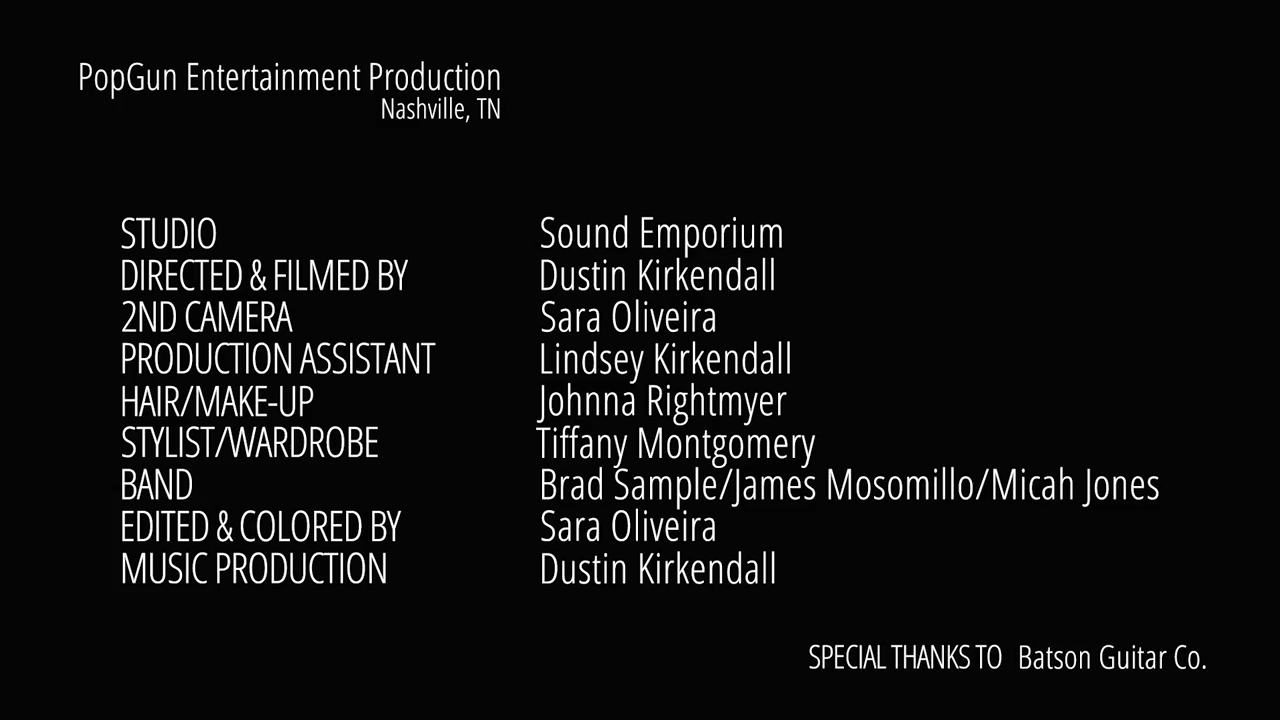 PopGun Entertainment Production
Nashville, TN
STUDIO Sound Emporium
DIRECTED & FILMED BY Dustin Kirkendall
2ND CAMERA Sara Oliveira
PRODUCTION ASSISTANT Lindsey Kirkendall
HAIR/MAKE-UP Johnna Rightmyer
STYLIST/WARDROBE Tiffany Montgomery
BAND Brad Sample/James Mosomillo/Micah Jones
EDITED & COLORED BY Sara Oliveira
MUSIC PRODUCTION Dustin Kirkendall
SPECIAL THANKS TO Batson Guitar Co.